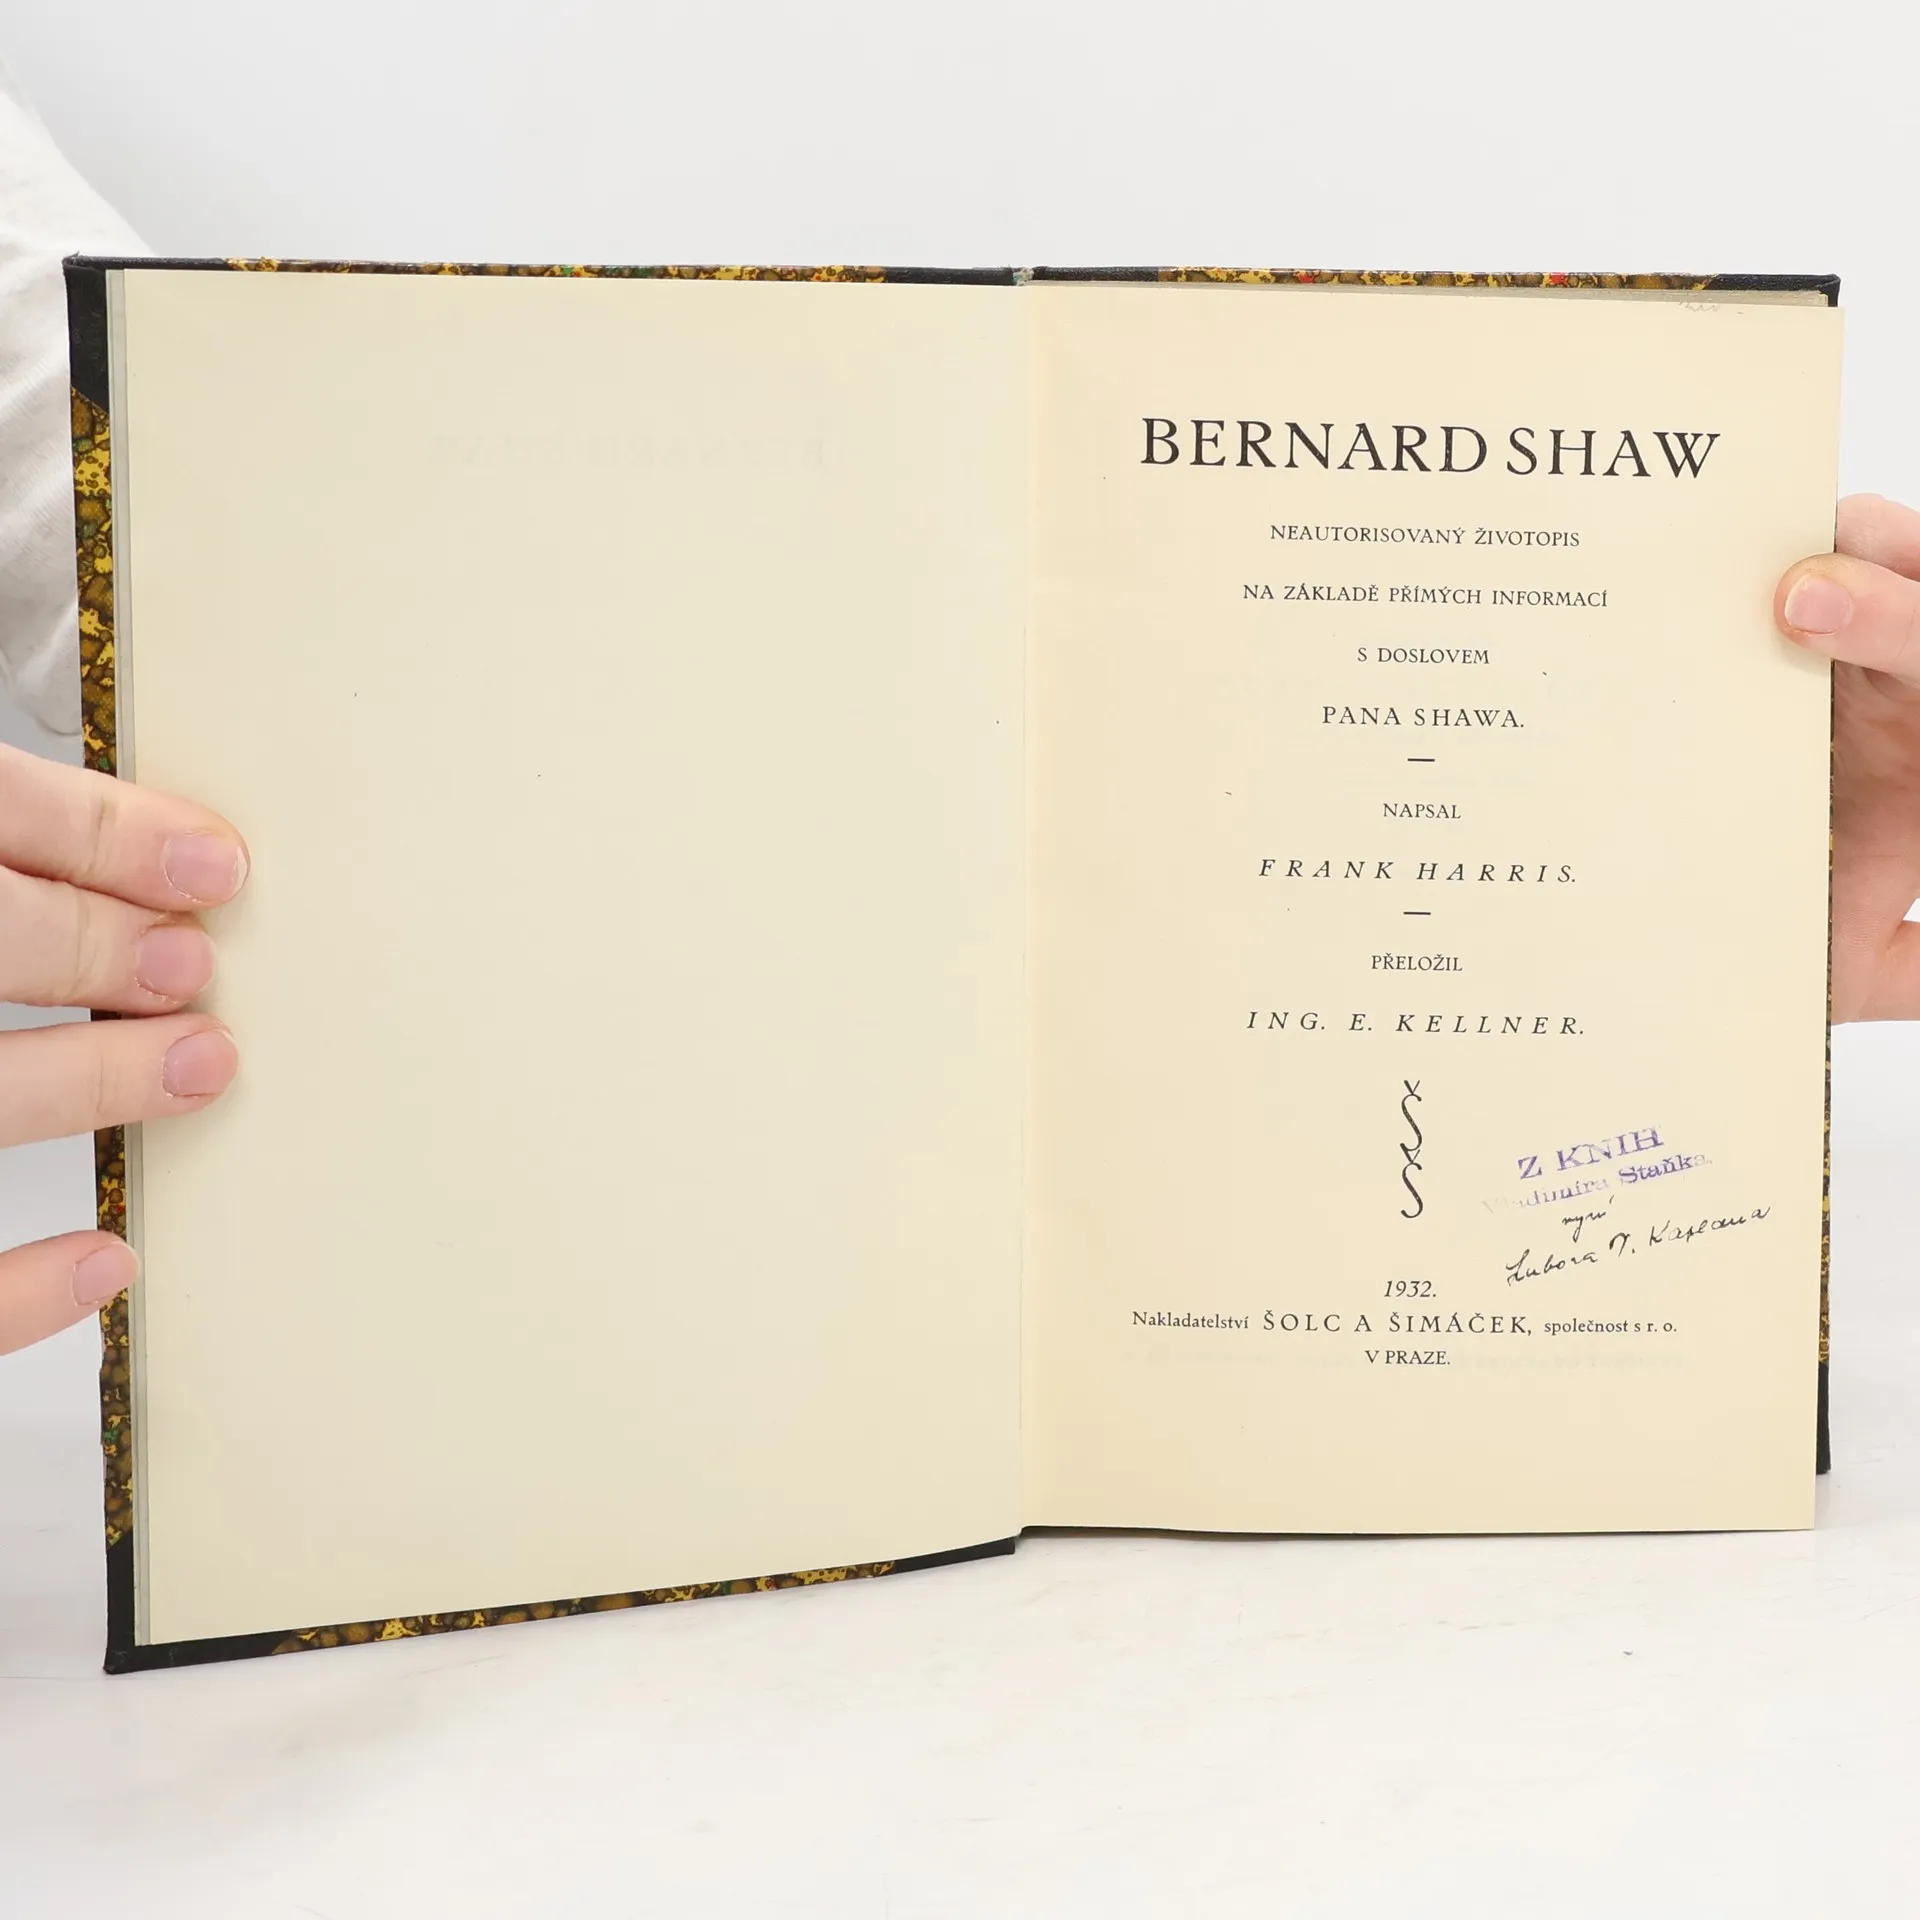 BERNARD SHAW
NEAUTORISOVANÝ ŽIVOTOPIS
NA ZÁKLADĚ PŘÍMÝCH INFORMACÍ
S DOSLOVEM
PANA SHAWA.
NAPSAL
FRANK HARRIS.
PŘELOŽIL
ING. E. KELLNER.
Š
Š
Z KNIH
Vladimíra Staňka
nyní
Lubora
1932.
Nakladatelství ŠOLC A ŠIMÁČEK, společnost s r. o.
V PRAZE.